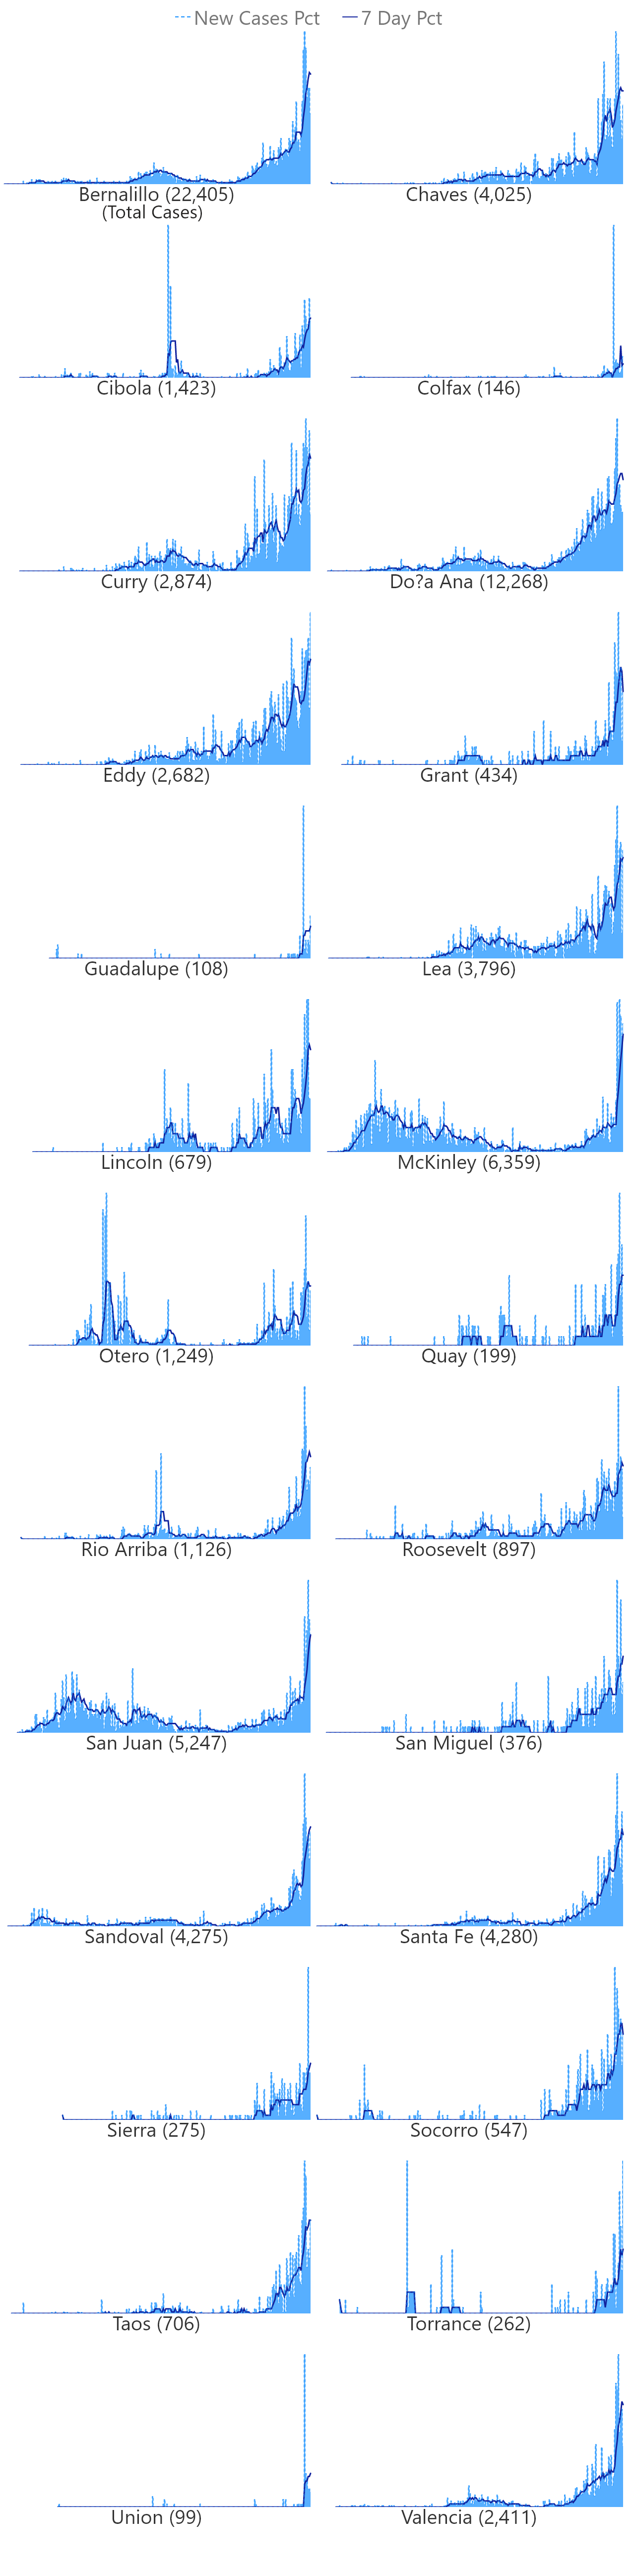 New Cases Pct 7 Day Pct
Bernalillo (22,405) Chaves (4,025)
(Total Cases)
Cibola (1,423) Colfax (146)
Curry (2,874) Do?a Ana (12,268)
Eddy (2,682) Grant (434)
Guadalupe (108) Lea (3,796)
Lincoln (679) McKinley (6,359)
Otero (1,249) Quay (199)
Rio Arriba (1,126) Roosevelt (897)
San Juan (5,247) San Miguel (376)
Sandoval (4,275) Santa Fe (4,280)
Sierra (275) Socorro (547)
Taos (706) Torrance (262)
Union (99) Valencia (2,411)